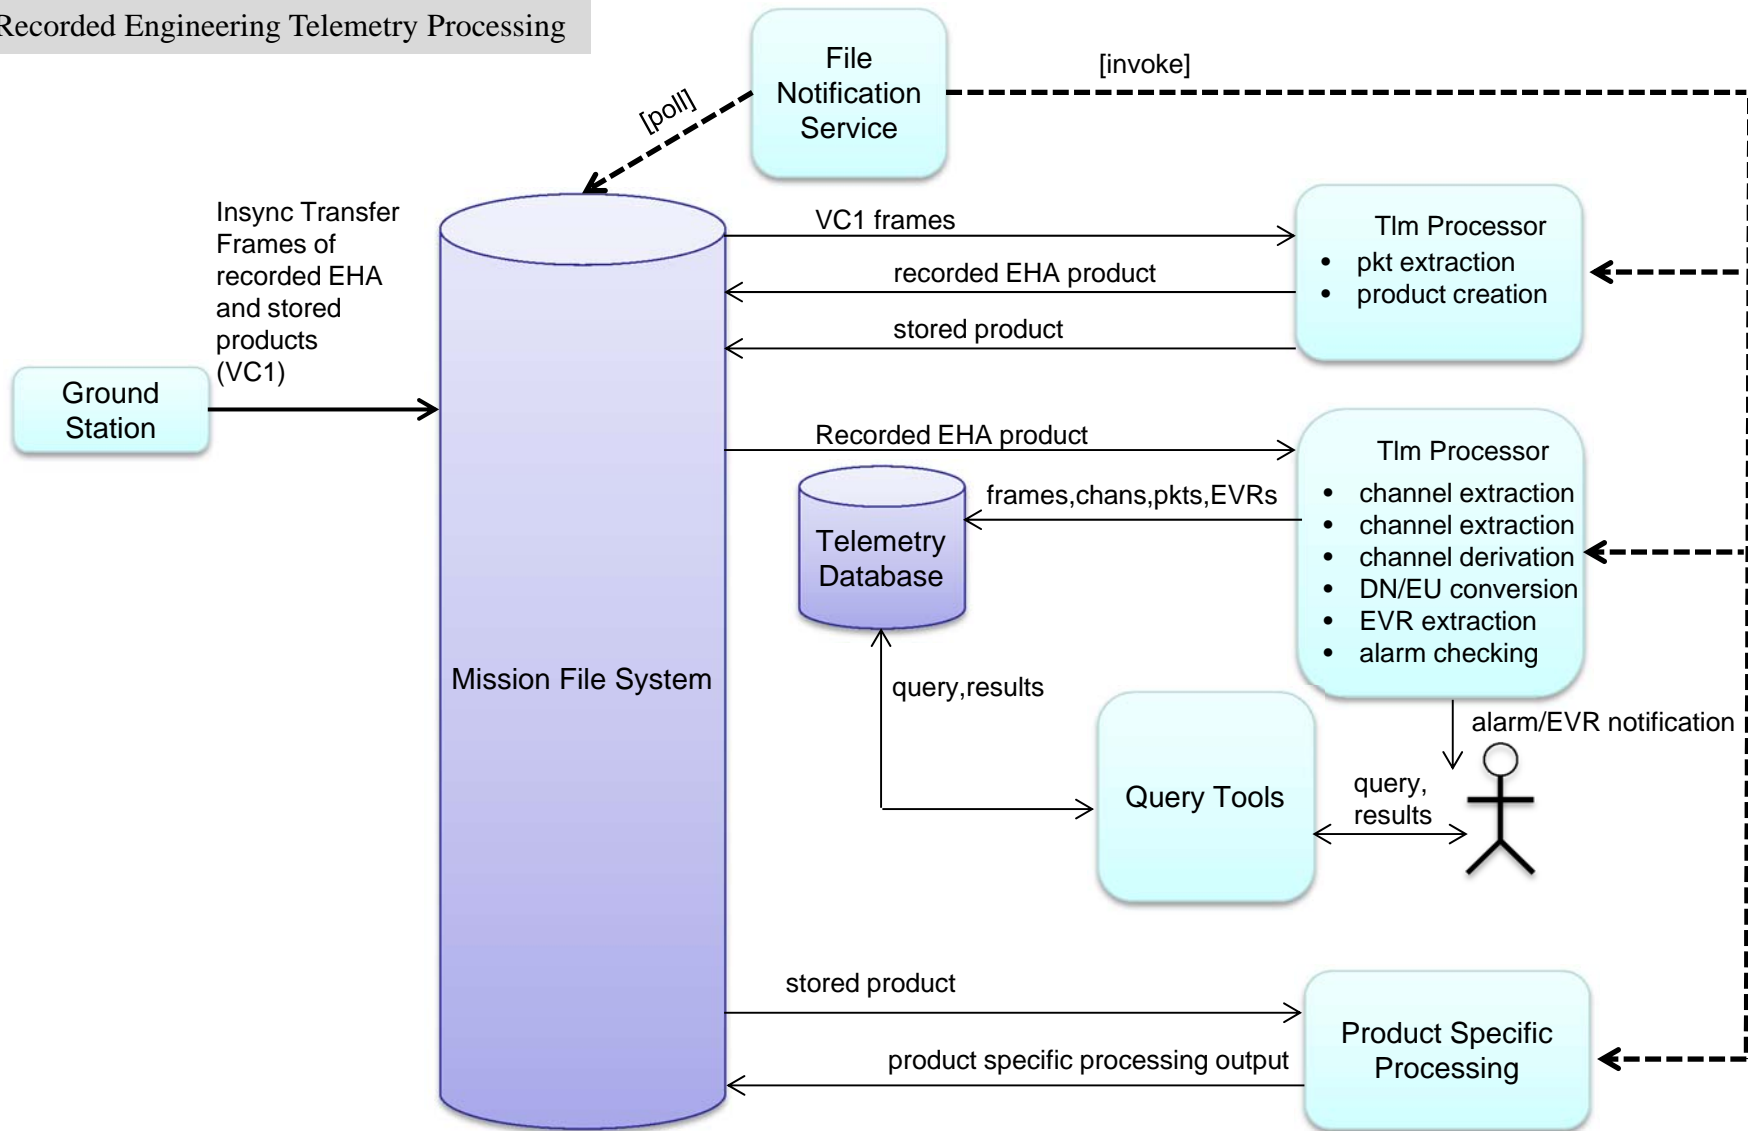 Recorded Engineering Telemetry Processing
File
Notification
Service
[invoke]
[poll]
Insync Transfer
Frames of
recorded EHA
and stored
products
(VC1)
Ground
Station
Mission File System
VC1 frames
recorded EHA product
stored product
Tlm Processor
• pkt extraction
• product creation
Recorded EHA product
frames,chans,pkts,EVRs
Telemetry
Database
Tlm Processor
• channel extraction
• channel extraction
• channel derivation
• DN/EU conversion
• EVR extraction
• alarm checking
query,results
alarm/EVR notification
Query Tools
query,
results
stored product
product specific processing output
Product Specific
Processing